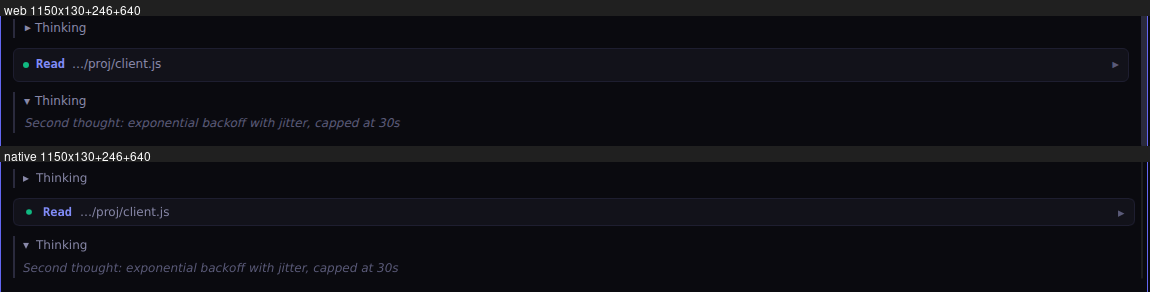 web 1150x130+246+640
▸ Thinking
Read …/proj/client.js ▸
▾ Thinking
Second thought: exponential backoff with jitter, capped at 30s
native 1150x130+246+640
▸ Thinking
Read …/proj/client.js ▸
▾ Thinking
Second thought: exponential backoff with jitter, capped at 30s